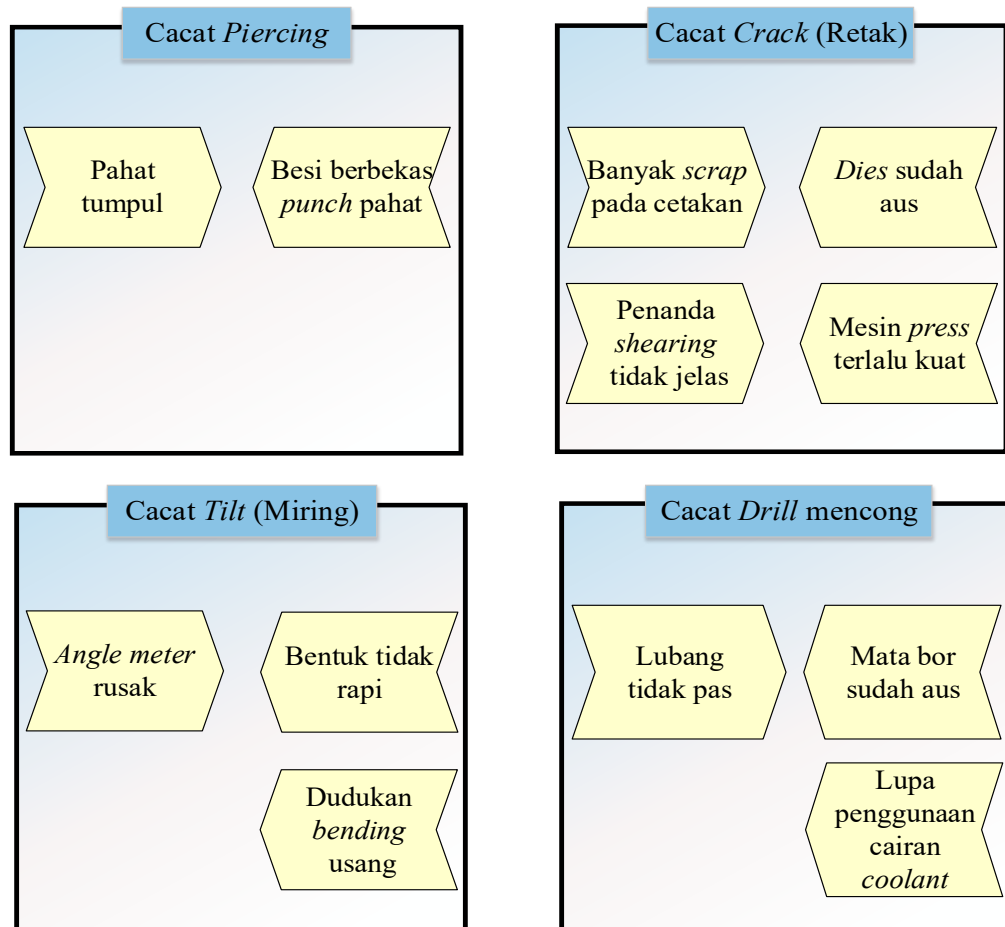 Cacat Piercing
Pahat
tumpul
Besi berbekas
punch pahat
Cacat Crack (Retak)
Banyak scrap
pada cetakan
Dies sudah
aus
Penanda
shearing
tidak jelas
Mesin press
terlalu kuat
Cacat Tilt (Miring)
Angle meter
rusak
Bentuk tidak
rapi
Dudukan
bending
usang
Cacat Drill mencong
Lubang
tidak pas
Mata bor
sudah aus
Lupa
penggunaan
cairan
coolant